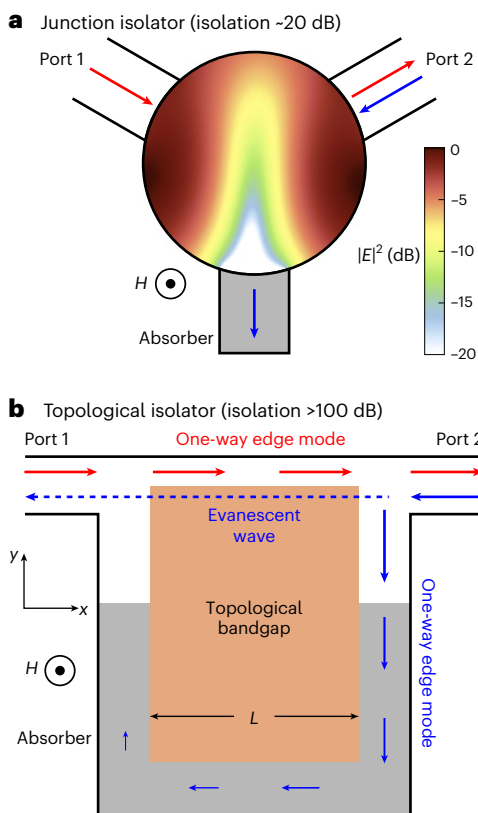 a Junction isolator (isolation ~20 dB)
Port 1
Port 2
0
−5
−10
−15
−20
|E|² (dB)
H
Absorber
b Topological isolator (isolation >100 dB)
Port 1
One-way edge mode
Port 2
Evanescent
wave
y
x
Topological
bandgap
One-way edge mode
H
L
Absorber